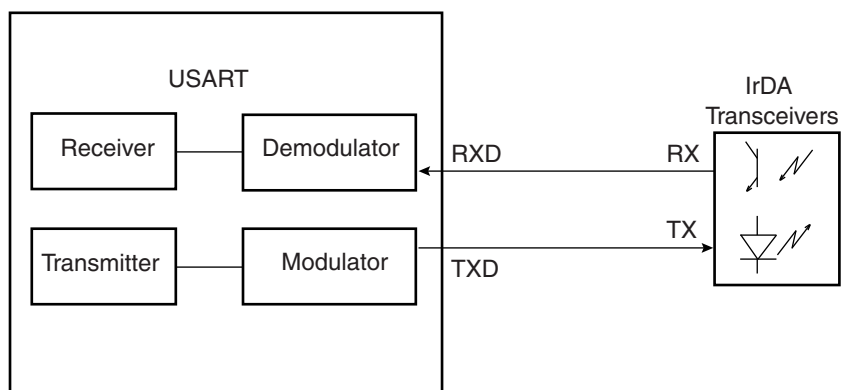 USART
IrDA
Transceivers
Receiver
Demodulator
RXD
RX
Transmitter
Modulator
TXD
TX